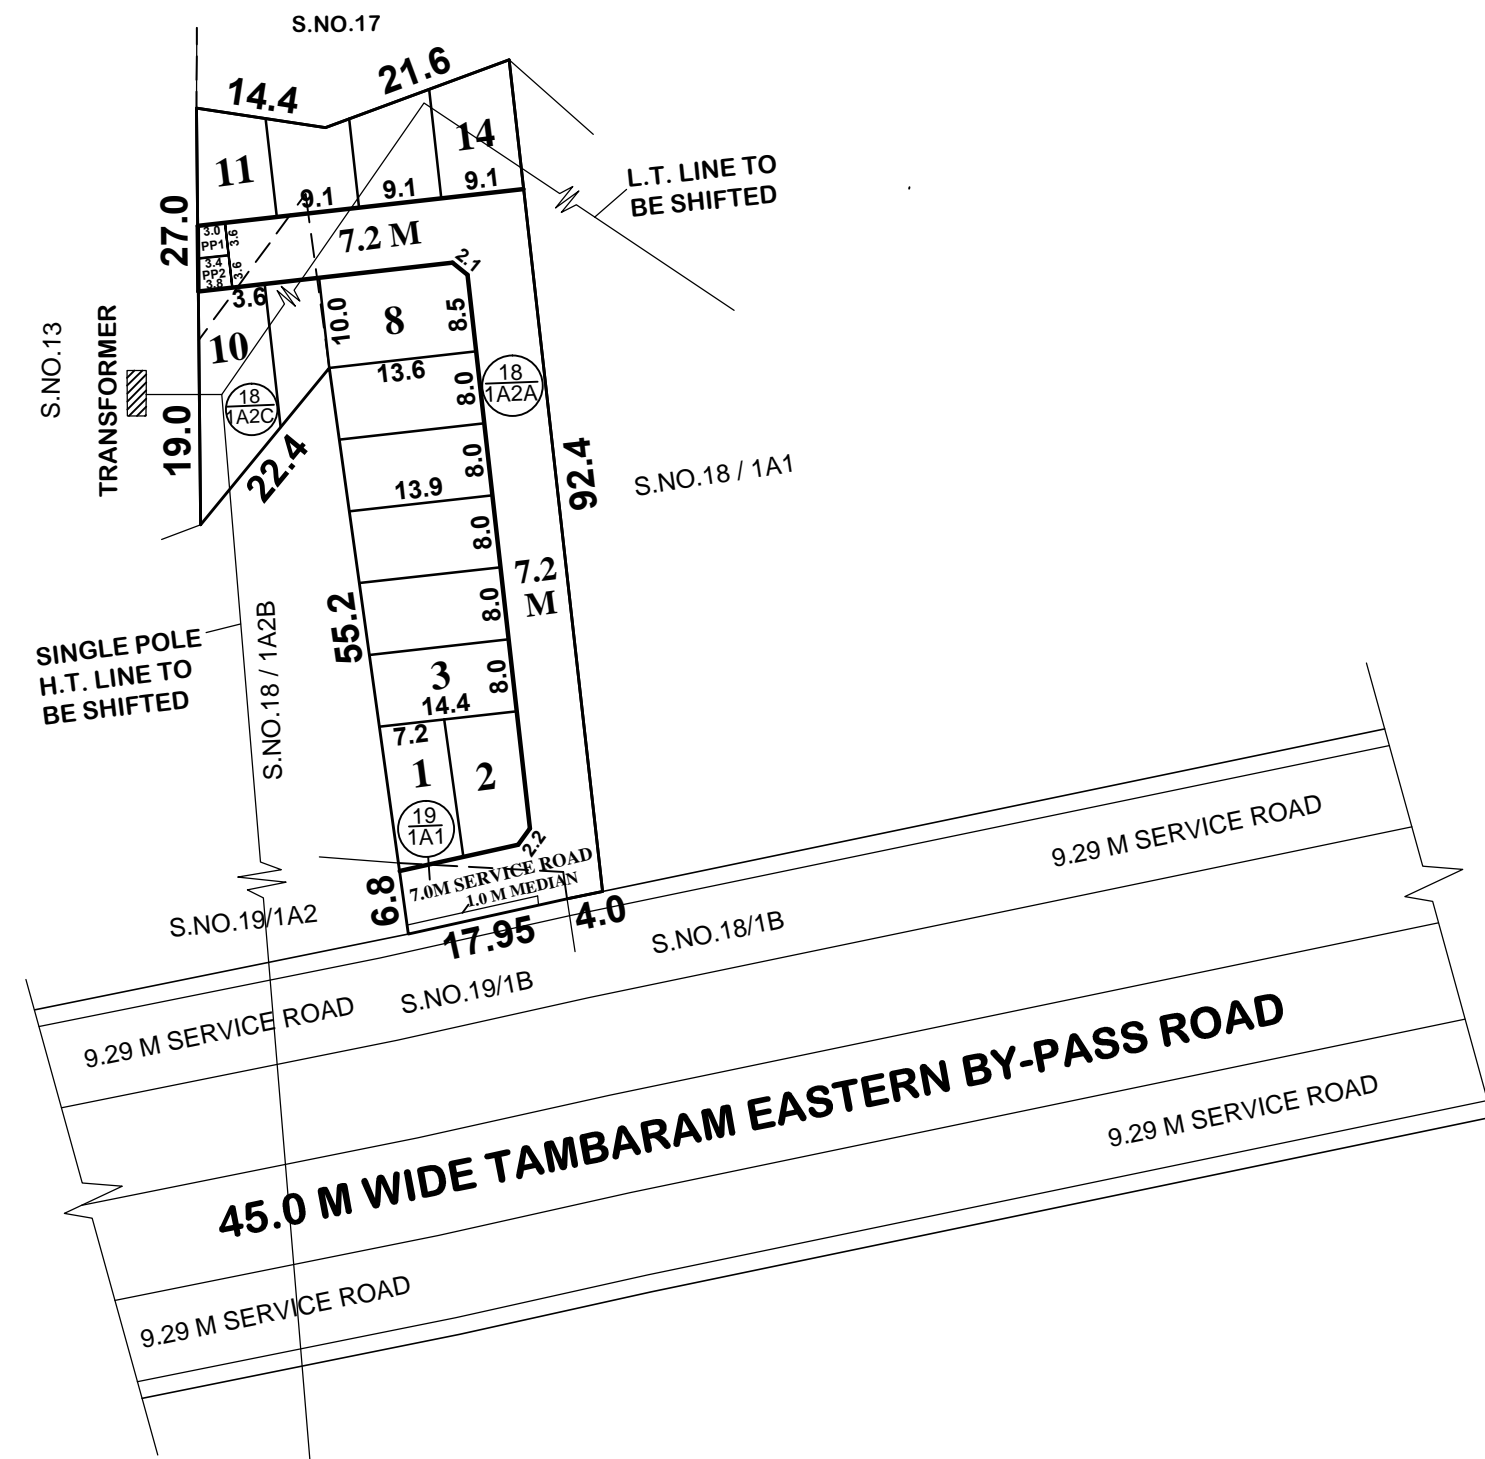 S.NO.17
14.4
21.6
11
14
9.1
9.1
9.1
L.T. LINE TO
BE SHIFTED
27.0
3.0
PP1
3.6
3.4
PP2
3.6
3.8
7.2 M
2.1
3.6
10
10.0
8
8.5
S.NO.13
TRANSFORMER
13.6
18
1A2A
18
1A2C
8.0
19.0
22.4
8.0
13.9
92.4
S.NO.18 / 1A1
8.0
7.2
M
8.0
55.2
SINGLE POLE
H.T. LINE TO
BE SHIFTED
S.NO.18 / 1A2B
3
8.0
14.4
7.2
1
2
19
1A1
2.2
7.0M SERVICE ROAD
1.0 M MEDIAN
6.8
17.95
4.0
S.NO.19/1A2
S.NO.18/1B
S.NO.19/1B
9.29 M SERVICE ROAD
9.29 M SERVICE ROAD
45.0 M WIDE TAMBARAM EASTERN BY-PASS ROAD
9.29 M SERVICE ROAD
9.29 M SERVICE ROAD